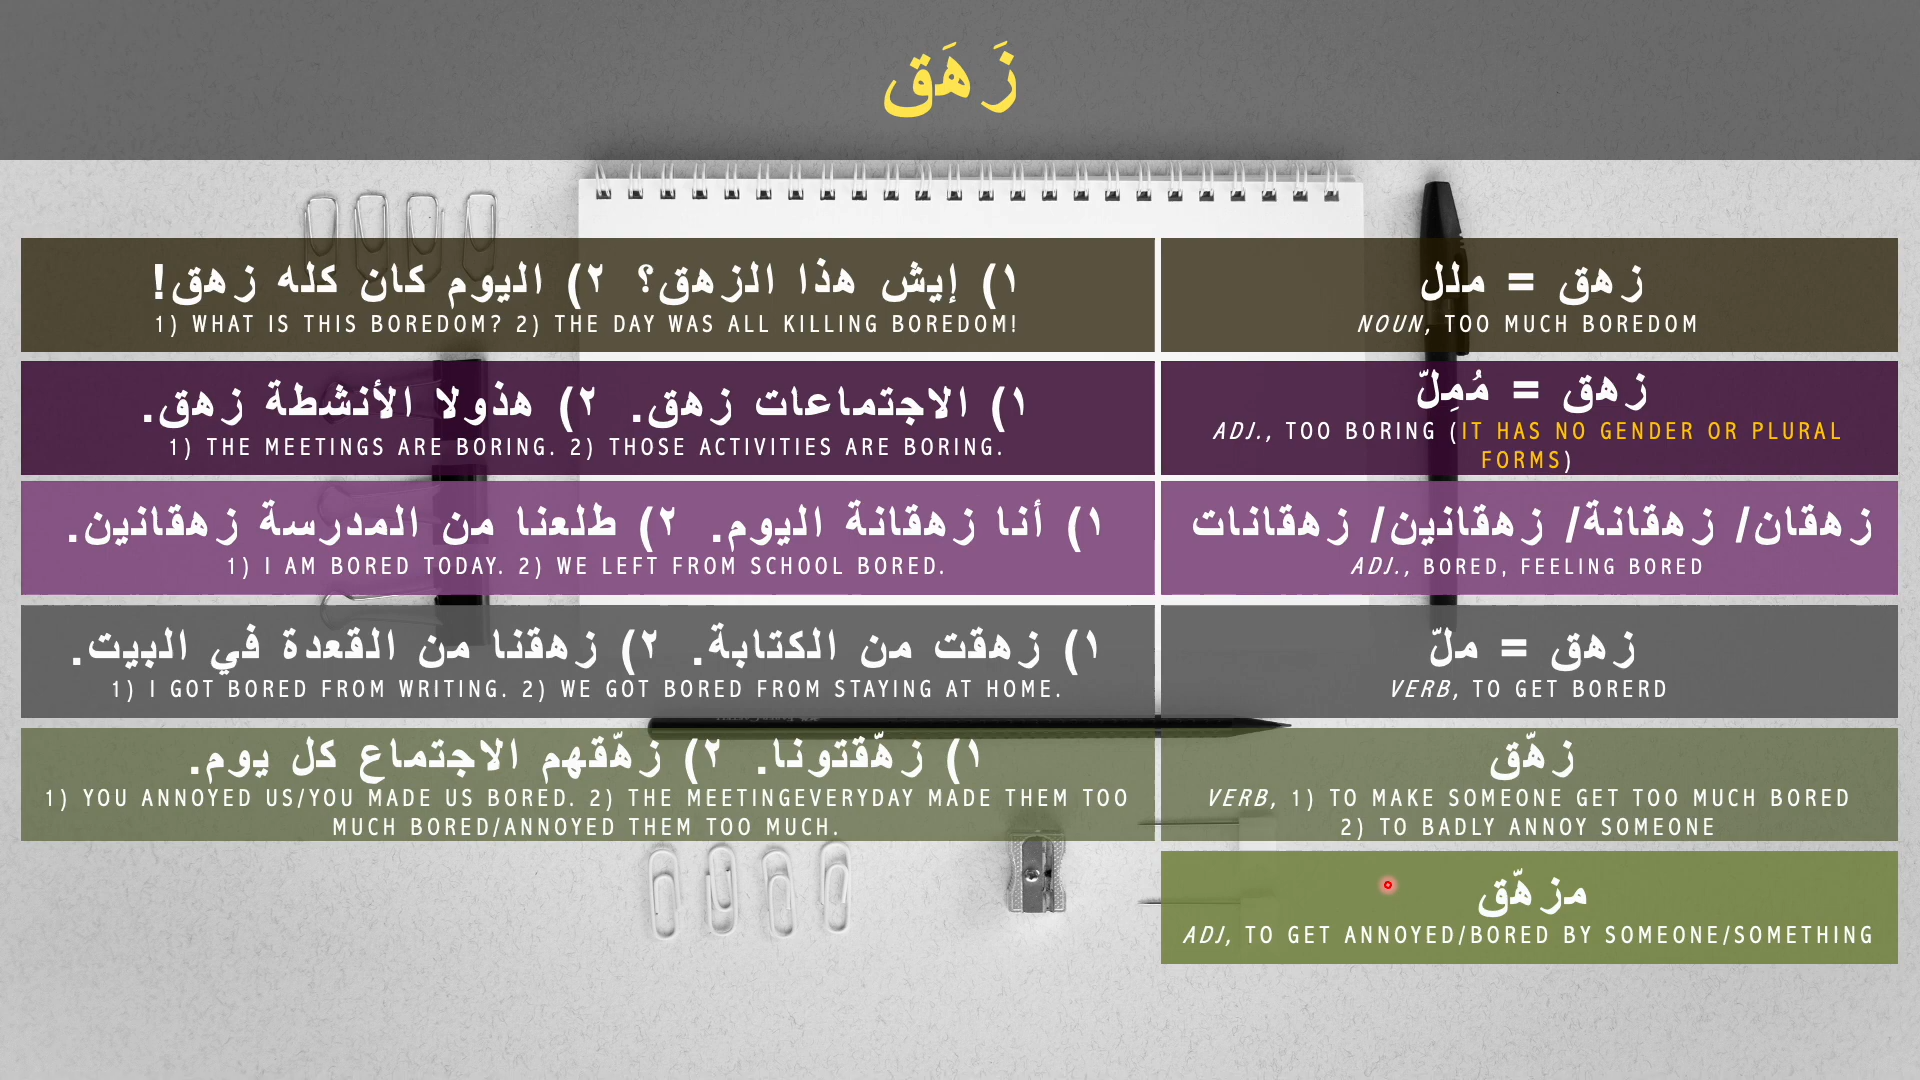 زَهَق
زهق = ملل
NOUN, TOO MUCH BOREDOM
١) إيش هذا الزهق؟ ٢) اليوم كان كله زهق!
1) WHAT IS THIS BOREDOM? 2) THE DAY WAS ALL KILLING BOREDOM!
زهق = مُمِلّ
ADJ., TOO BORING (IT HAS NO GENDER OR PLURAL
FORMS)
١) الاجتماعات زهق. ٢) هذولا الأنشطة زهق.
1) THE MEETINGS ARE BORING. 2) THOSE ACTIVITIES ARE BORING.
زهقان/ زهقانة/ زهقانين/ زهقانات
ADJ., BORED, FEELING BORED
١) أنا زهقانة اليوم. ٢) طلعنا من المدرسة زهقانين.
1) I AM BORED TODAY. 2) WE LEFT FROM SCHOOL BORED.
زهق = ملّ
VERB, TO GET BORERD
١) زهقت من الكتابة. ٢) زهقنا من القعدة في البيت.
1) I GOT BORED FROM WRITING. 2) WE GOT BORED FROM STAYING AT HOME.
زهّق
VERB, 1) TO MAKE SOMEONE GET TOO MUCH BORED
2) TO BADLY ANNOY SOMEONE
١) زهّقتونا. ٢) زهّقهم الاجتماع كل يوم.
1) YOU ANNOYED US/YOU MADE US BORED. 2) THE MEETINGEVERYDAY MADE THEM TOO
MUCH BORED/ANNOYED THEM TOO MUCH.
مزهّق
ADJ, TO GET ANNOYED/BORED BY SOMEONE/SOMETHING